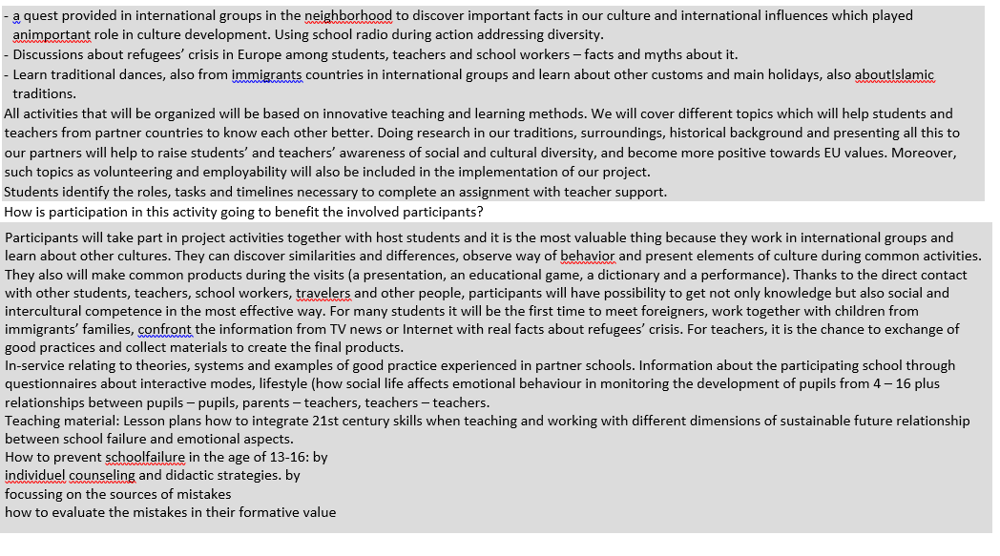 - a quest provided in international groups in the neighborhood to discover important facts in our culture and international influences which played
animportant role in culture development. Using school radio during action addressing diversity.
- Discussions about refugees’ crisis in Europe among students, teachers and school workers – facts and myths about it.
- Learn traditional dances, also from immigrants countries in international groups and learn about other customs and main holidays, also aboutIslamic
traditions.
All activities that will be organized will be based on innovative teaching and learning methods. We will cover different topics which will help students and
teachers from partner countries to know each other better. Doing research in our traditions, surroundings, historical background and presenting all this to
our partners will help to raise students’ and teachers’ awareness of social and cultural diversity, and become more positive towards EU values. Moreover,
such topics as volunteering and employability will also be included in the implementation of our project.
Students identify the roles, tasks and timelines necessary to complete an assignment with teacher support.
How is participation in this activity going to benefit the involved participants?
Participants will take part in project activities together with host students and it is the most valuable thing because they work in international groups and
learn about other cultures. They can discover similarities and differences, observe way of behavior and present elements of culture during common activities.
They also will make common products during the visits (a presentation, an educational game, a dictionary and a performance). Thanks to the direct contact
with other students, teachers, school workers, travelers and other people, participants will have possibility to get not only knowledge but also social and
intercultural competence in the most effective way. For many students it will be the first time to meet foreigners, work together with children from
immigrants’ families, confront the information from TV news or Internet with real facts about refugees’ crisis. For teachers, it is the chance to exchange of
good practices and collect materials to create the final products.
In-service relating to theories, systems and examples of good practice experienced in partner schools. Information about the participating school through
questionnaires about interactive modes, lifestyle (how social life affects emotional behaviour in monitoring the development of pupils from 4 – 16 plus
relationships between pupils – pupils, parents – teachers, teachers – teachers.
Teaching material: Lesson plans how to integrate 21st century skills when teaching and working with different dimensions of sustainable future relationship
between school failure and emotional aspects.
How to prevent schoolfailure in the age of 13-16: by
individuel counseling and didactic strategies. by
focussing on the sources of mistakes
how to evaluate the mistakes in their formative value